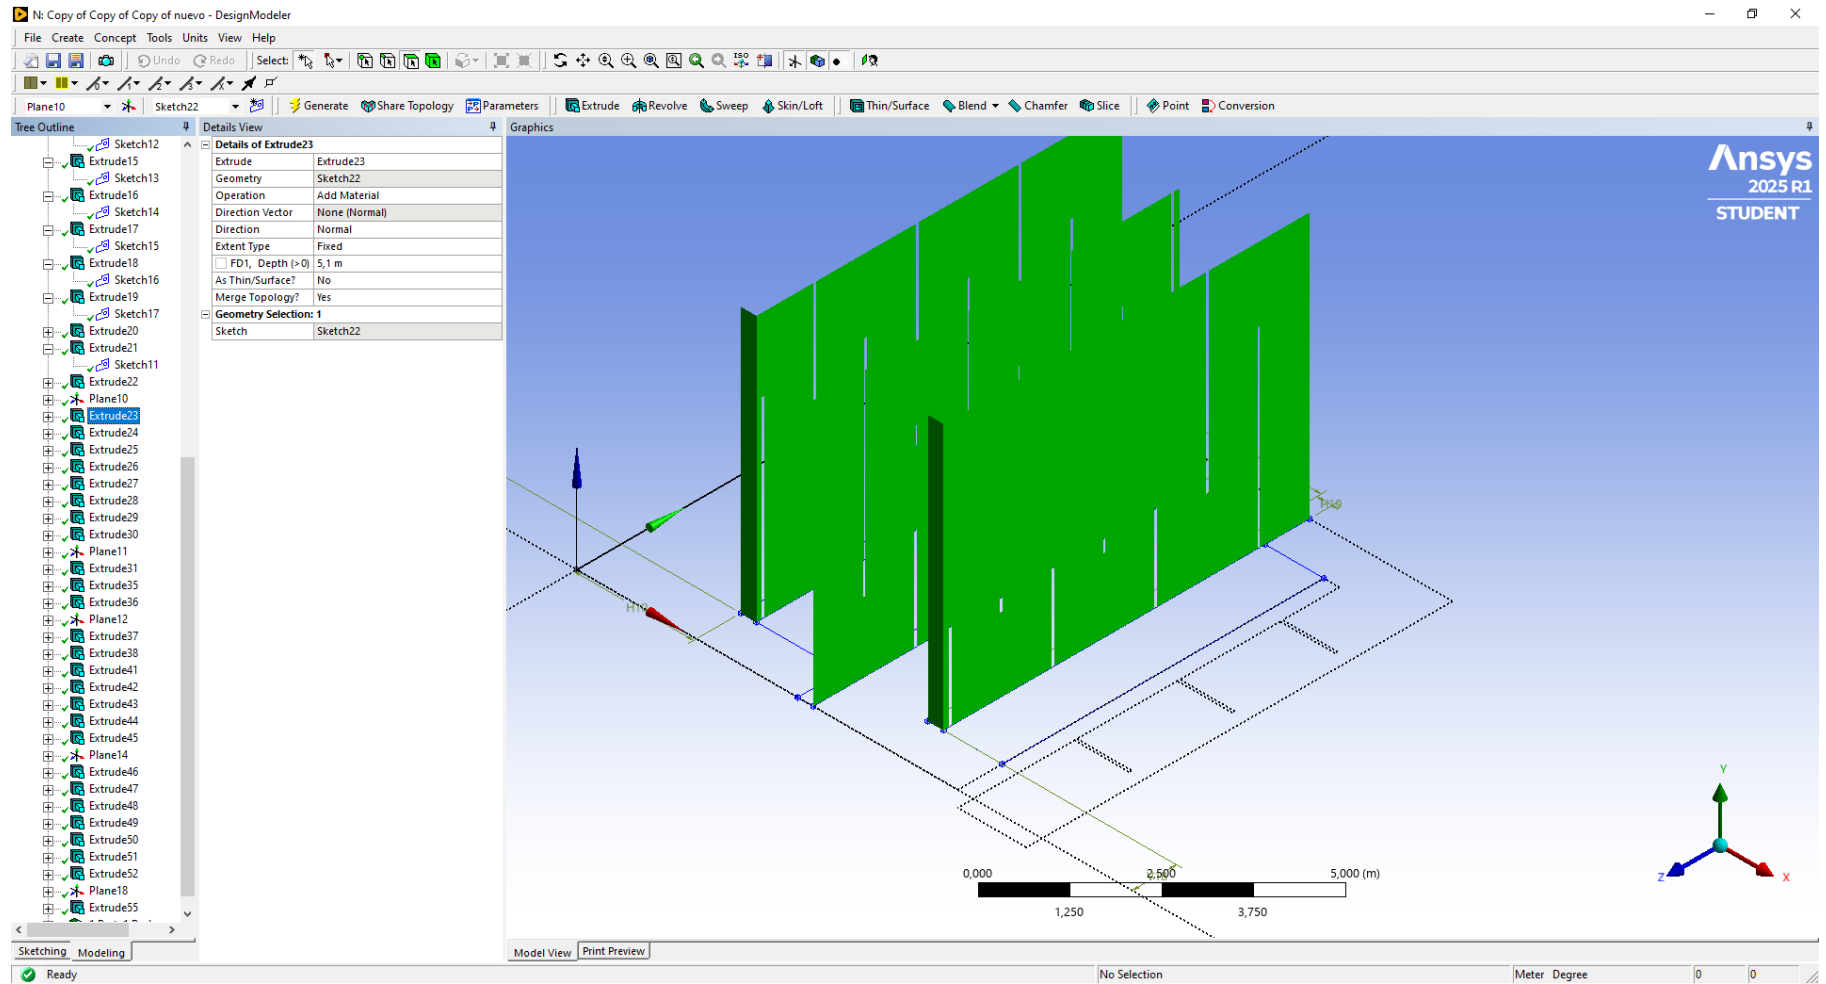 N: Copy of Copy of Copy of nuevo - DesignModeler
File Create Concept Tools Units View Help
Undo Redo Select:
Plane10 Sketch22 Generate Share Topology Parameters Extrude Revolve Sweep Skin/Loft Thin/Surface Blend Chamfer Slice Point Conversion
Tree Outline
Sketch12
Extrude15
Sketch13
Extrude16
Sketch14
Extrude17
Sketch15
Extrude18
Sketch16
Extrude19
Sketch17
Extrude20
Extrude21
Sketch11
Extrude22
Plane10
Extrude23
Extrude24
Extrude25
Extrude26
Extrude27
Extrude28
Extrude29
Extrude30
Plane11
Extrude31
Extrude35
Extrude36
Plane12
Extrude37
Extrude38
Extrude41
Extrude42
Extrude43
Extrude44
Extrude45
Plane14
Extrude46
Extrude47
Extrude48
Extrude49
Extrude50
Extrude51
Extrude52
Plane18
Extrude55
Sketching Modeling
Details View
Details of Extrude23
Extrude Extrude23
Geometry Sketch22
Operation Add Material
Direction Vector None (Normal)
Direction Normal
Extent Type Fixed
FD1, Depth (>0) 5,1 m
As Thin/Surface? No
Merge Topology? Yes
Geometry Selection: 1
Sketch Sketch22
Graphics
Ansys
2025 R1
STUDENT
0,000 2,500 5,000 (m)
1,250 3,750
Y
Z X
Model View Print Preview
Ready No Selection Meter Degree 0 0